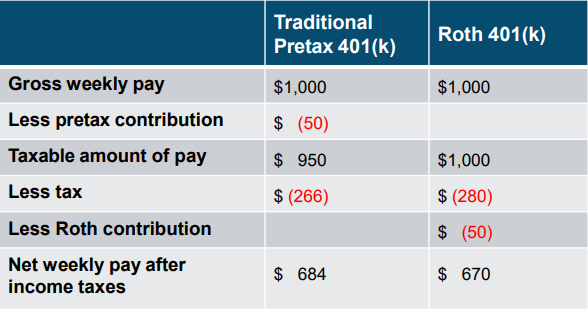 Traditional
Pretax 401(k) Roth 401(k)
Gross weekly pay $1,000 $1,000
Less pretax contribution $ (50)
Taxable amount of pay $ 950 $1,000
Less tax $ (266) $ (280)
Less Roth contribution $ (50)
Net weekly pay after
income taxes $ 684 $ 670